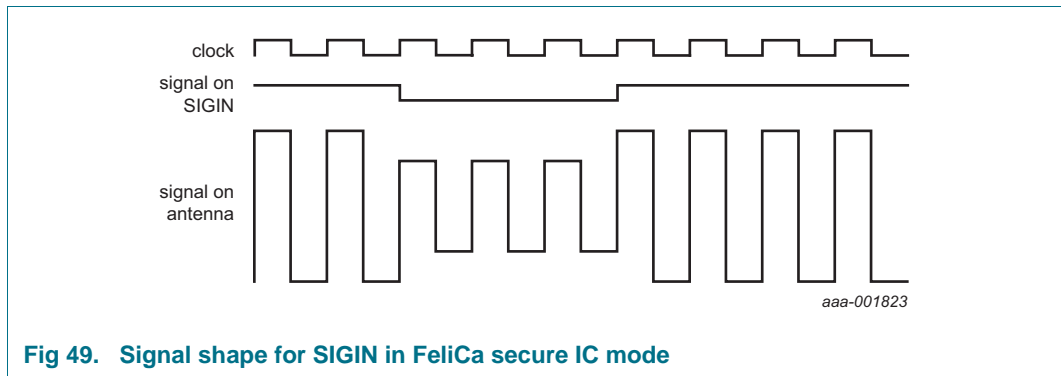 clock
signal on
SIGIN
signal on
antenna
aaa-001823
Fig 49. Signal shape for SIGIN in FeliCa secure IC mode